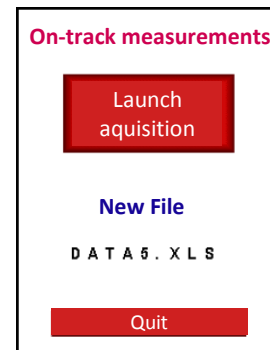 On-track measurements
Launch
aquisition
New File
DATA5.XLS
Quit